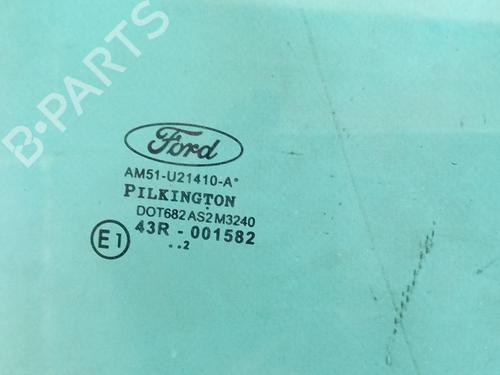 B-PARTS
Ford
AM51-U21410-A*
PILKINGTON
DOT682 AS2 M3240
E1 43R - 001582
..2